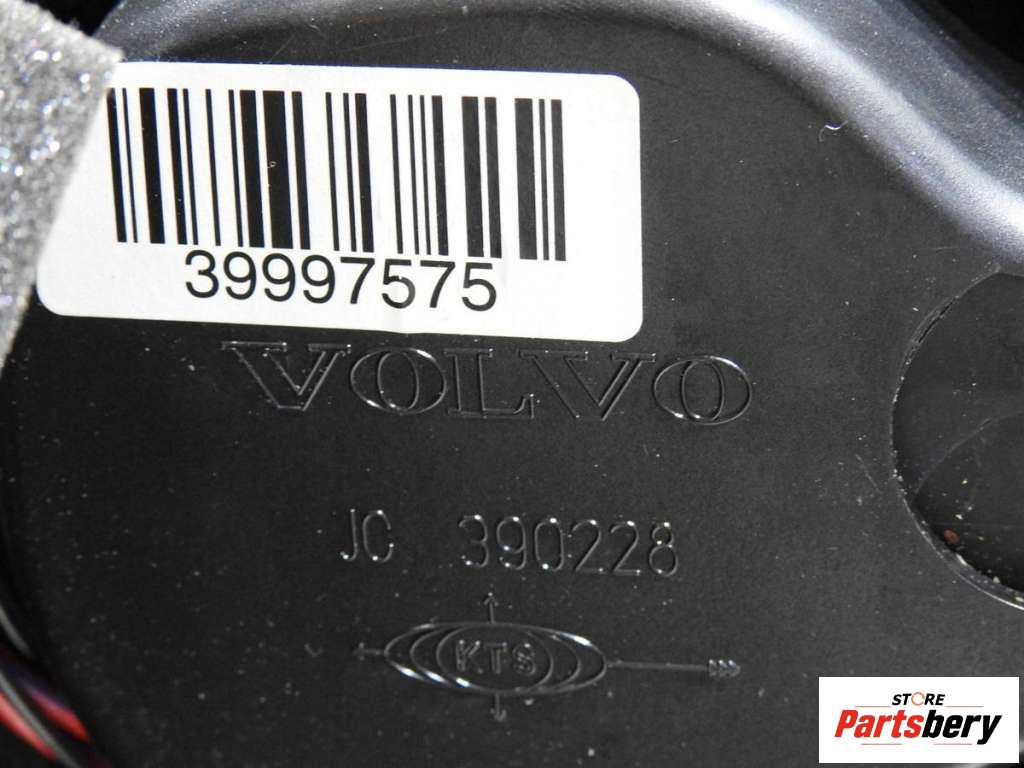 39997575
VOLVO
JC 390228
KTS
STORE
Partsbery